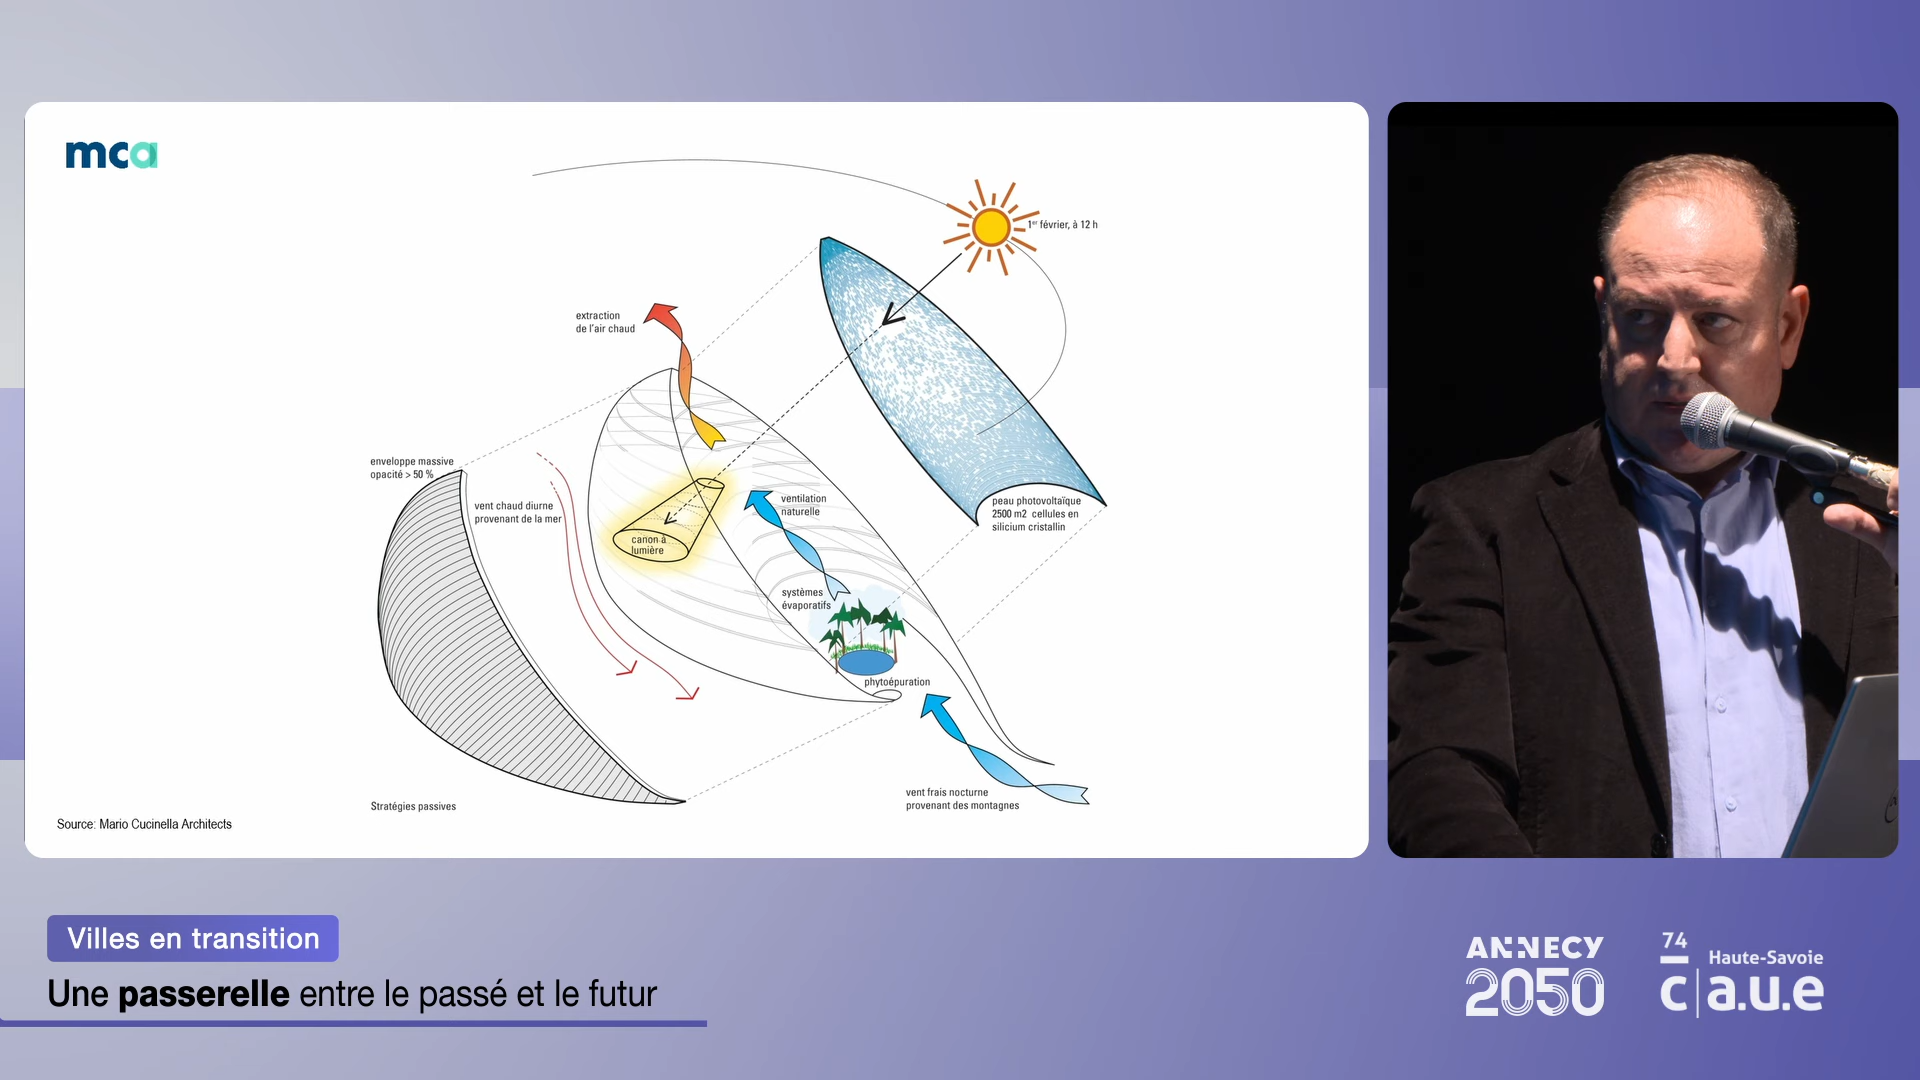 mca
1er février, à 12 h
extraction
de l'air chaud
enveloppe massive
opacité > 50 %
vent chaud diurne
provenant de la mer
ventilation
naturelle
peau photovoltaïque
2500 m2 cellules en
silicium cristallin
canon à
lumière
systèmes
évaporatifs
phytoépuration
vent frais nocturne
provenant des montagnes
Stratégies passives
Source: Mario Cucinella Architects
Villes en transition
Une passerelle entre le passé et le futur
ANNECY
2050
74
Haute-Savoie
c|a.u.e